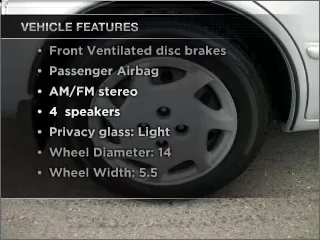 VEHICLE FEATURES
• Front Ventilated disc brakes
• Passenger Airbag
• AM/FM stereo
• 4 speakers
• Privacy glass: Light
• Wheel Diameter: 14
• Wheel Width: 5.5